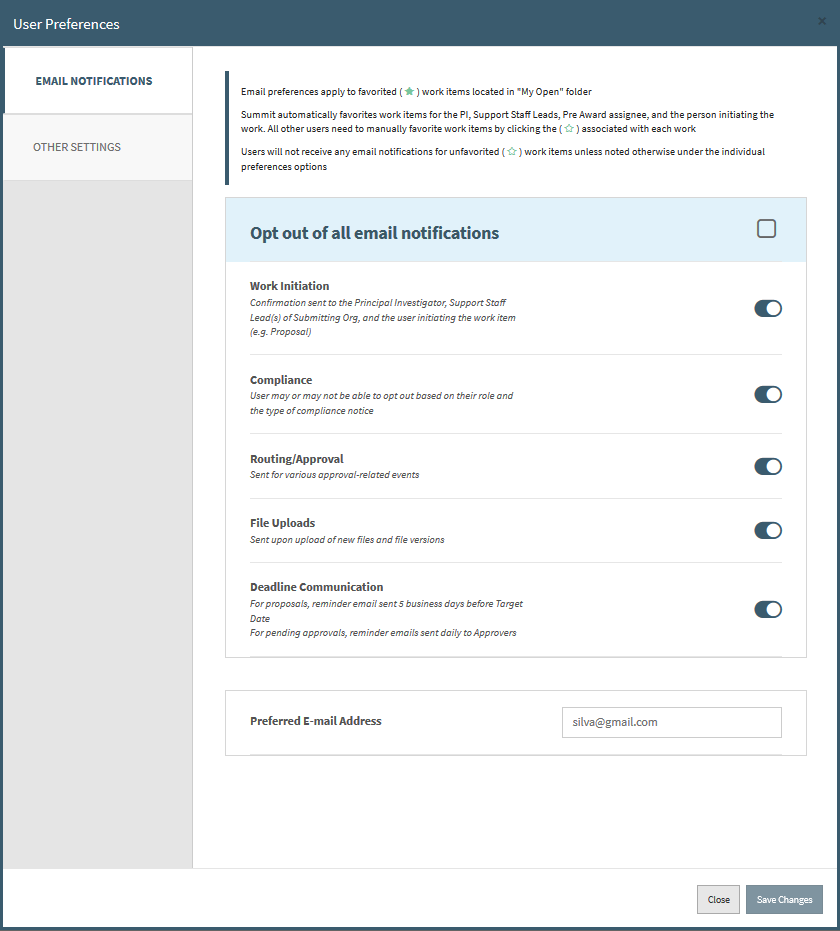 User Preferences
×
EMAIL NOTIFICATIONS
OTHER SETTINGS
Email preferences apply to favorited ( ★ ) work items located in "My Open" folder
Summit automatically favorites work items for the PI, Support Staff Leads, Pre Award assignee, and the person initiating the
work. All other users need to manually favorite work items by clicking the ( ☆ ) associated with each work
Users will not receive any email notifications for unfavorited ( ☆ ) work items unless noted otherwise under the individual
preferences options
Opt out of all email notifications
Work Initiation
Confirmation sent to the Principal Investigator, Support Staff
Lead(s) of Submitting Org, and the user initiating the work item
(e.g. Proposal)
Compliance
User may or may not be able to opt out based on their role and
the type of compliance notice
Routing/Approval
Sent for various approval-related events
File Uploads
Sent upon upload of new files and file versions
Deadline Communication
For proposals, reminder email sent 5 business days before Target
Date
For pending approvals, reminder emails sent daily to Approvers
Preferred E-mail Address
silva@gmail.com
Close
Save Changes